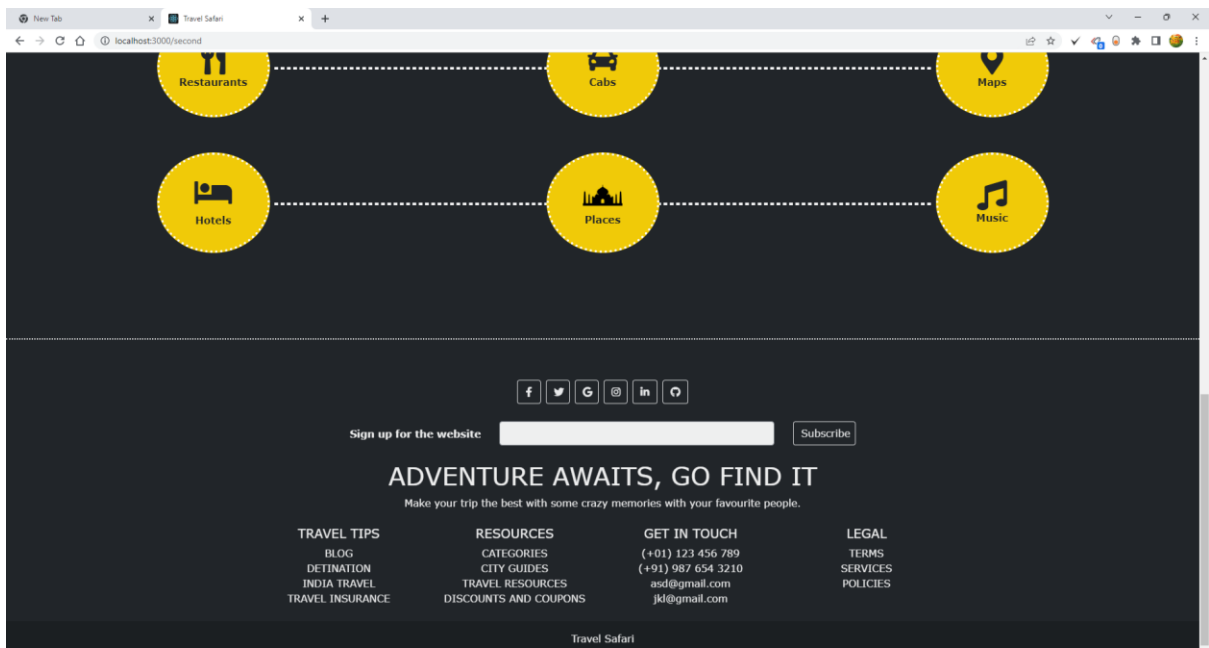 New Tab
Travel Safari
localhost:3000/second
Restaurants
Cabs
Maps
Hotels
Places
Music
Sign up for the website
Subscribe
ADVENTURE AWAITS, GO FIND IT
Make your trip the best with some crazy memories with your favourite people.
TRAVEL TIPS
BLOG
DETINATION
INDIA TRAVEL
TRAVEL INSURANCE
RESOURCES
CATEGORIES
CITY GUIDES
TRAVEL RESOURCES
DISCOUNTS AND COUPONS
GET IN TOUCH
(+01) 123 456 789
(+91) 987 654 3210
asd@gmail.com
jkl@gmail.com
LEGAL
TERMS
SERVICES
POLICIES
Travel Safari